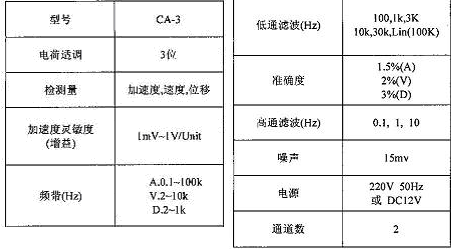 型号 CA-3
电荷适调 3位
检测量 加速度,速度,位移
加速度灵敏度
(增益)
1mV~1V/Unit
频谱(Hz)
A.0.1~100k
V.2~10k
D.2~1k
低通滤波(Hz)
100,1k,3K
10k,30k,Lin(100K)
准确度
1.5%(A)
2%(V)
3%(D)
高通滤波(Hz) 0.1, 1, 10
噪声 15mv
电源
220V 50Hz
或 DC12V
通道数 2